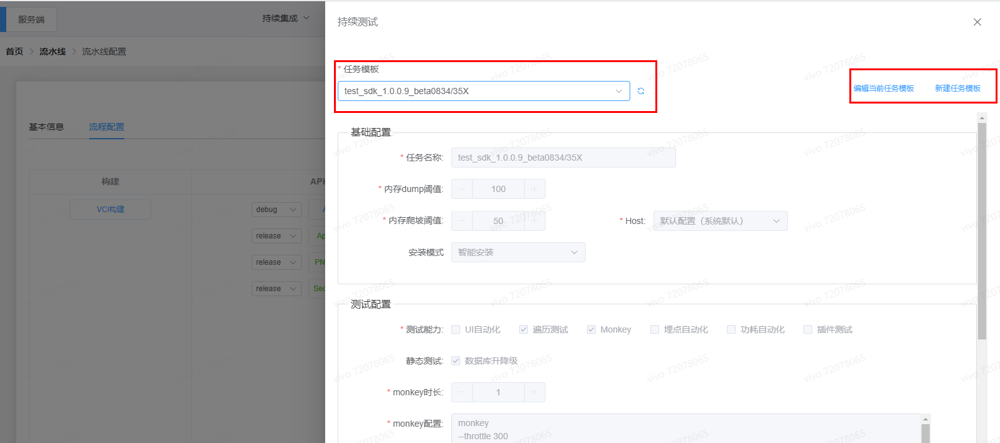 服务端
持续集成
首页 > 流水线 > 流水线配置
基本信息
流程配置
构建
VCI构建
debug
release
release
release
持续测试
* 任务模板
test_sdk_1.0.0.9_beta0834/35X
编辑当前任务模板
新建任务模板
基础配置
* 任务名称: test_sdk_1.0.0.9_beta0834/35X
* 内存dump阈值: 100
* 内存爬坡阈值: 50
* Host: 默认配置（系统默认）
安装模式 智能安装
测试配置
* 测试能力: UI自动化 遍历测试 Monkey 埋点自动化 功耗自动化 插件测试
静态测试: 数据库升降级
* monkey时长: 1
* monkey配置: monkey
--throttle 300
vivo 72078065